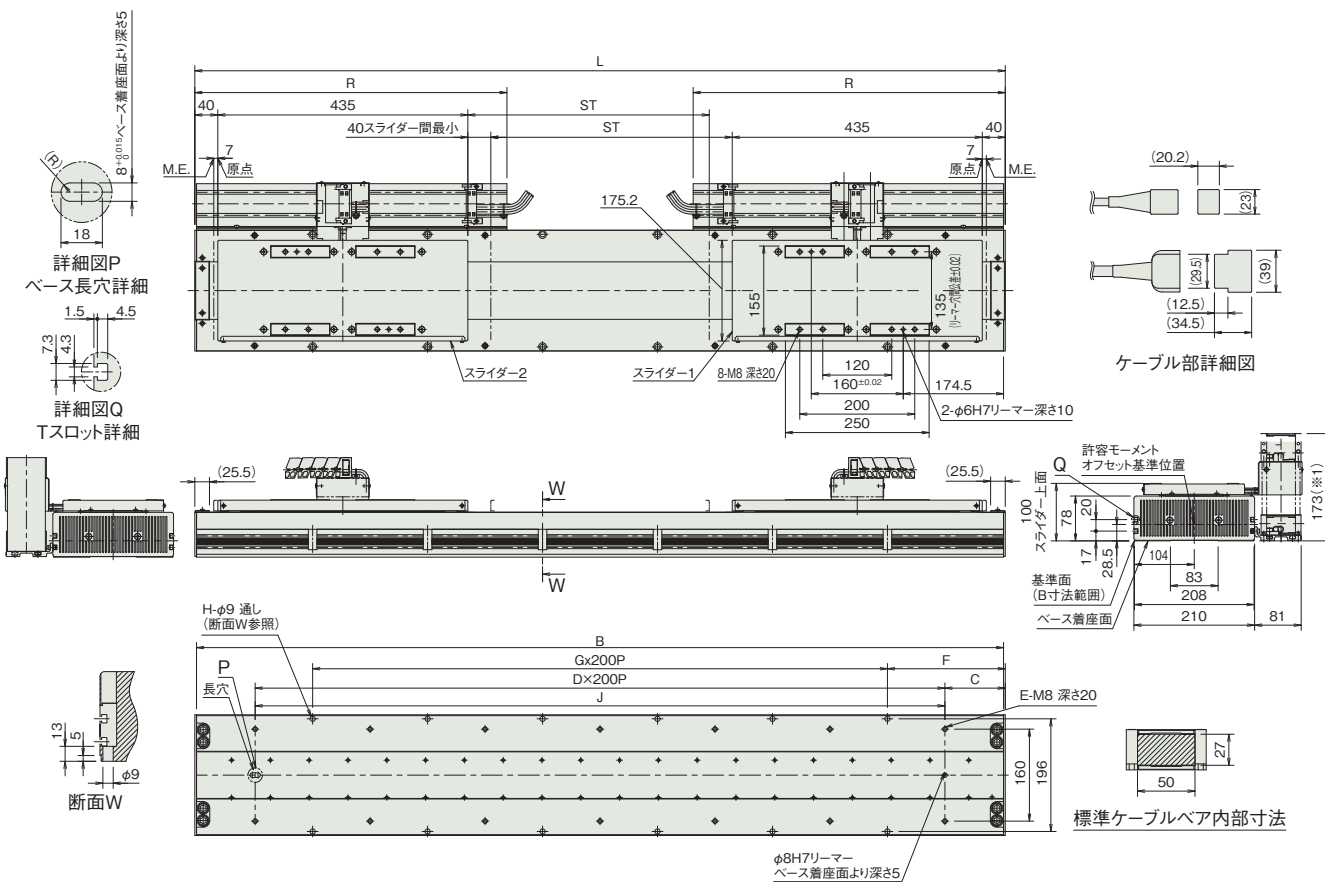 L
R
R
40
435
ST
40スライダー間最小
ST
435
40
7
M.E.
原点
7
原点
M.E.
8+0.015 0ベース着座面より深さ5
(R)
18
詳細図P
ベース長穴詳細
1.5
4.5
7.3
4.3
詳細図Q
Tスロット詳細
175.2
155
135
(リーマー穴間公差±0.02)
スライダー2
スライダー1
8-M8 深さ20
120
160±0.02
174.5
200
250
2-φ6H7リーマー深さ10
(20.2)
(23)
(29.5)
(39)
(12.5)
(34.5)
ケーブル部詳細図
(25.5)
W
W
(25.5)
許容モーメント
オフセット基準位置
Q
100
スライダー上面
78
20
17
28.5
104
83
208
210
81
173(※1)
基準面
(B寸法範囲)
ベース着座面
H-φ9 通し
(断面W参照)
B
Gx200P
F
D×200P
C
J
P
長穴
E-M8 深さ20
160
196
φ8H7リーマー
ベース着座面より深さ5
13
5
φ9
断面W
27
50
標準ケーブルベア内部寸法